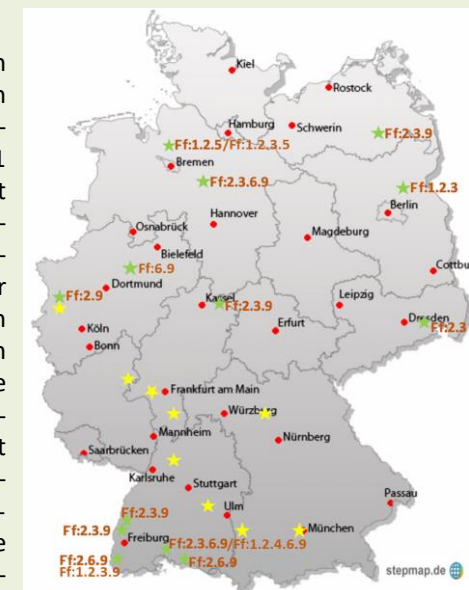 Kiel
Rostock
Hamburg
Schwerin
Ff:2.3.9
Ff:1.2.5/Ff:1.2.3.5
Bremen
Ff:1.2.3
Ff:2.3.6.9
Berlin
Hannover
Osnabrück
Magdeburg
Bielefeld
Cottbu
Ff:6.9
Dortmund
Ff:2.9
Kassel
Ff:2.3.9
Leipzig
Dresden
Ff:2.3
Köln
Erfurt
Bonn
Frankfurt am Main
Würzburg
Mannheim
Nürnberg
Saarbrücken
Karlsruhe
Stuttgart
Passau
Ulm
Ff:2.3.9
Ff:2.3.9
München
Freiburg
Ff:2.3.6.9/Ff:1.2.4.6.9
Ff:2.6.9
Ff:2.6.9
Ff:1.2.3.9
stepmap.de